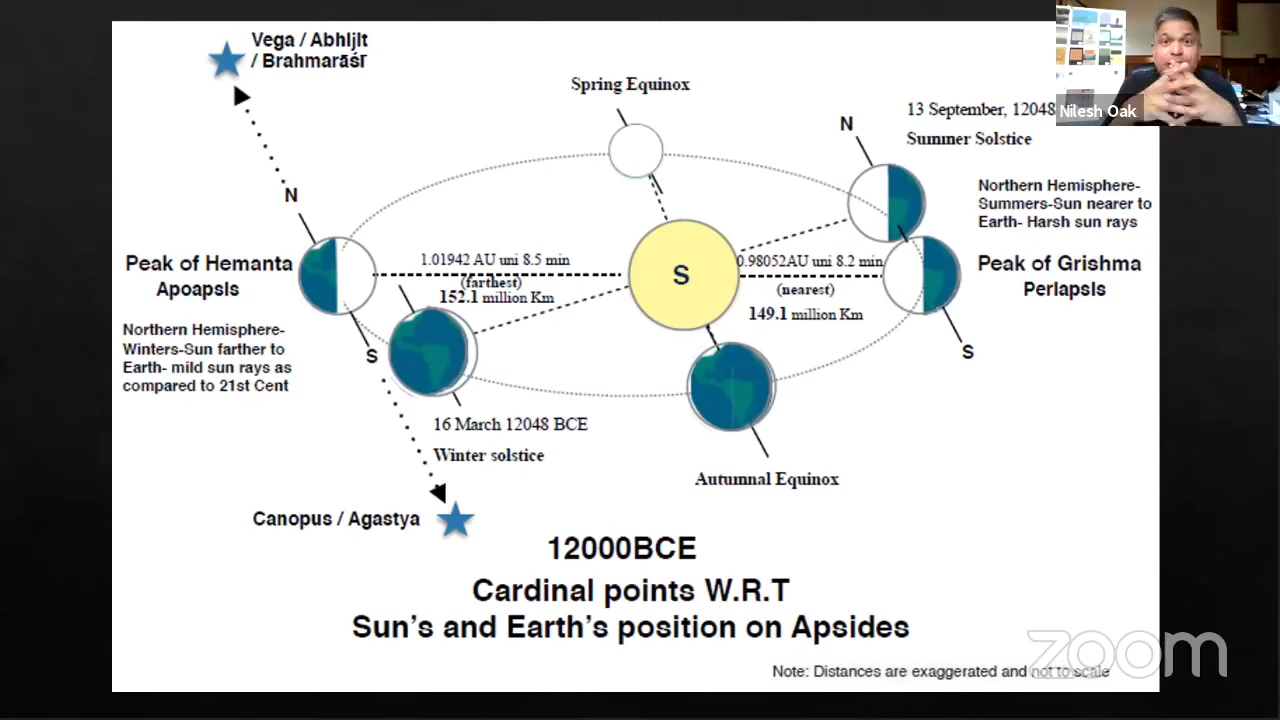 Vega / Abhijit
/ Brahmarāśī
Spring Equinox
Nilesh Oak
13 September, 12048
Summer Solstice
N
N
Northern Hemisphere-
Summers-Sun nearer to
Earth- Harsh sun rays
Peak of Hemanta
Apoapsis
1.01942 AU uni 8.5 min
(farthest)
152.1 million Km
S
0.98052AU uni 8.2 min
(nearest)
149.1 million Km
Peak of Grishma
Periapsis
Northern Hemisphere-
Winters-Sun farther to
Earth- mild sun rays as
compared to 21st Cent
S
S
16 March 12048 BCE
Winter solstice
Autumnal Equinox
Canopus / Agastya
12000BCE
Cardinal points W.R.T
Sun's and Earth's position on Apsides
Note: Distances are exaggerated and not to scale
zoom